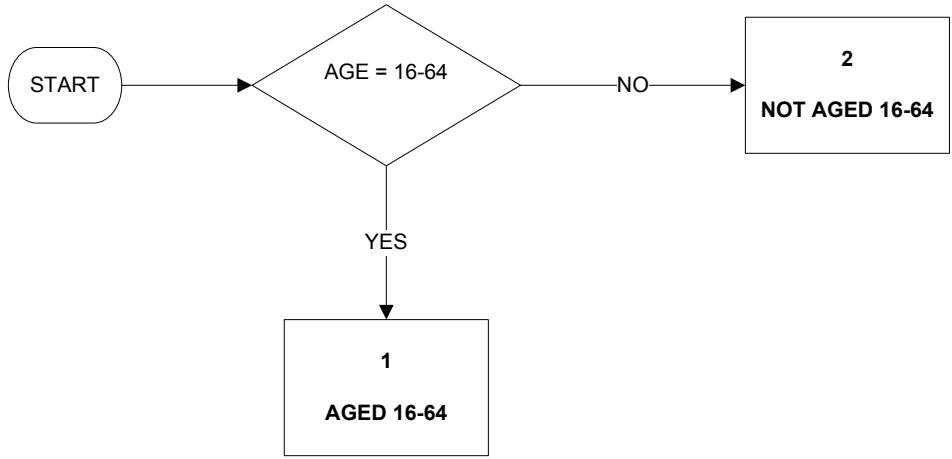 START
AGE = 16-64
NO
2
NOT AGED 16-64
YES
1
AGED 16-64